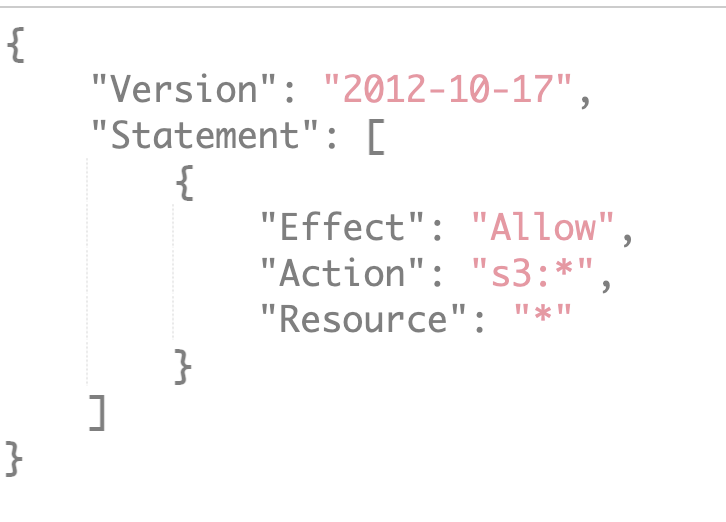 {
    "Version": "2012-10-17",
    "Statement": [
        {
            "Effect": "Allow",
            "Action": "s3:*",
            "Resource": "*"
        }
    ]
}